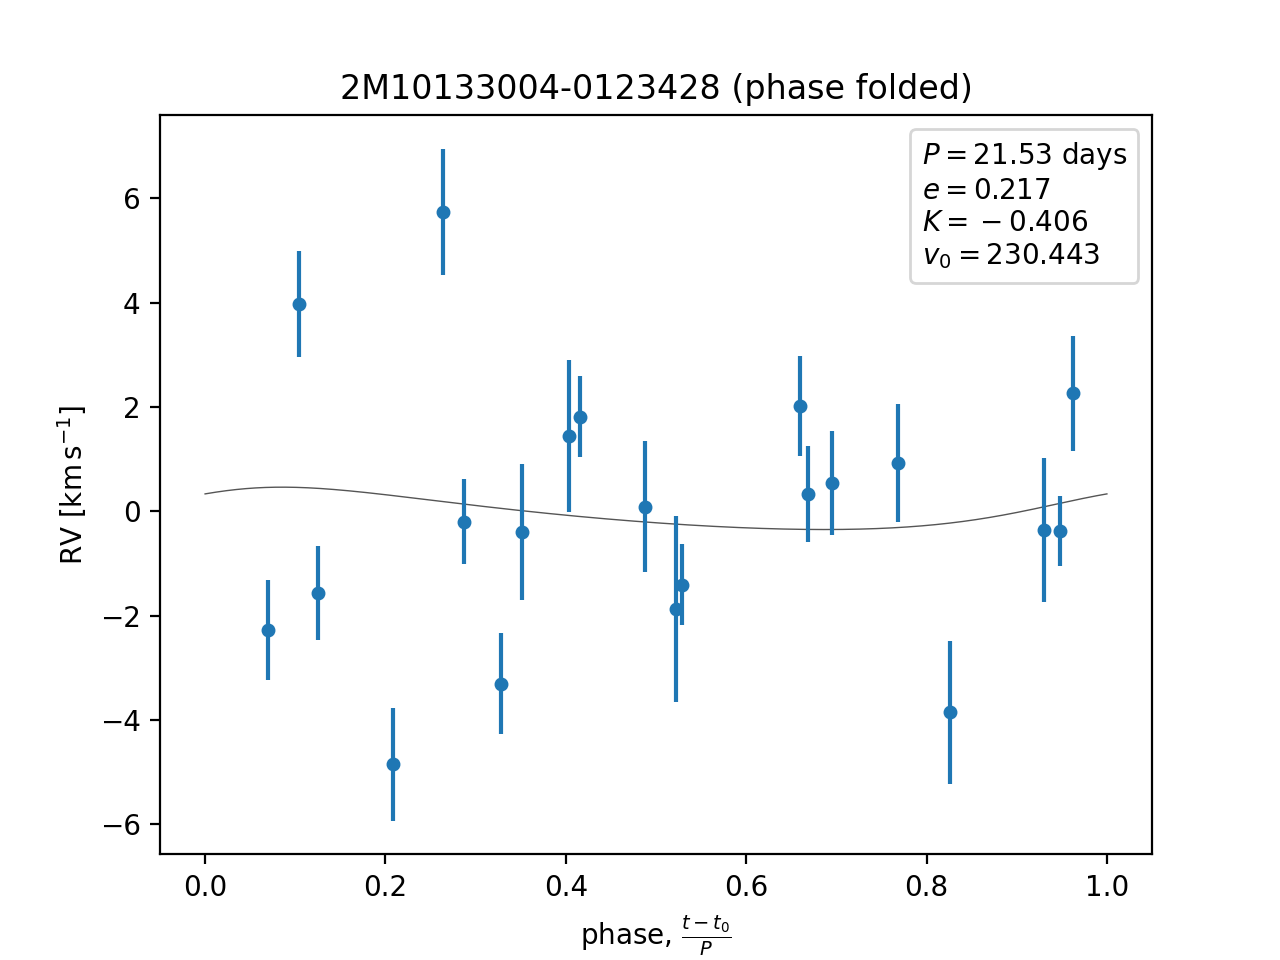 2M10133004-0123428 (phase folded)
P = 21.53 days
e = 0.217
K = −0.406
v₀ = 230.443
6
4
2
0
−2
−4
−6
RV [km s⁻¹]
0.0 0.2 0.4 0.6 0.8 1.0
phase, (t − t₀)/P